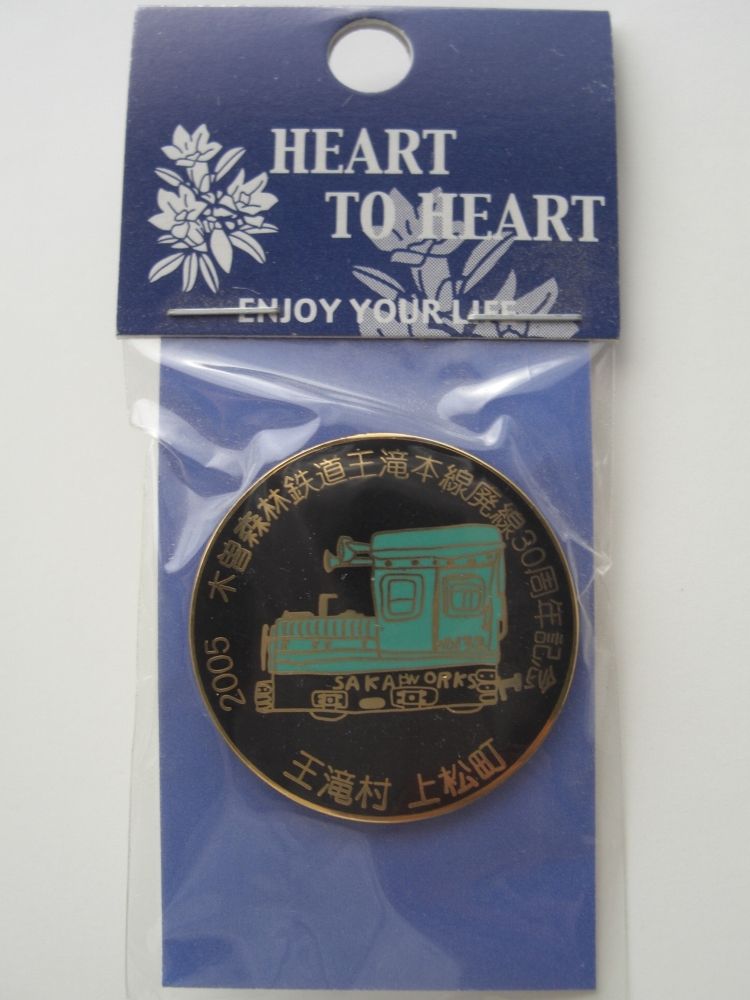 HEART
TO HEART
ENJOY YOUR LIFE
2005 木曽森林鉄道王滝本線廃線30周年記念
SAKAI WORKS
王滝村 上松町